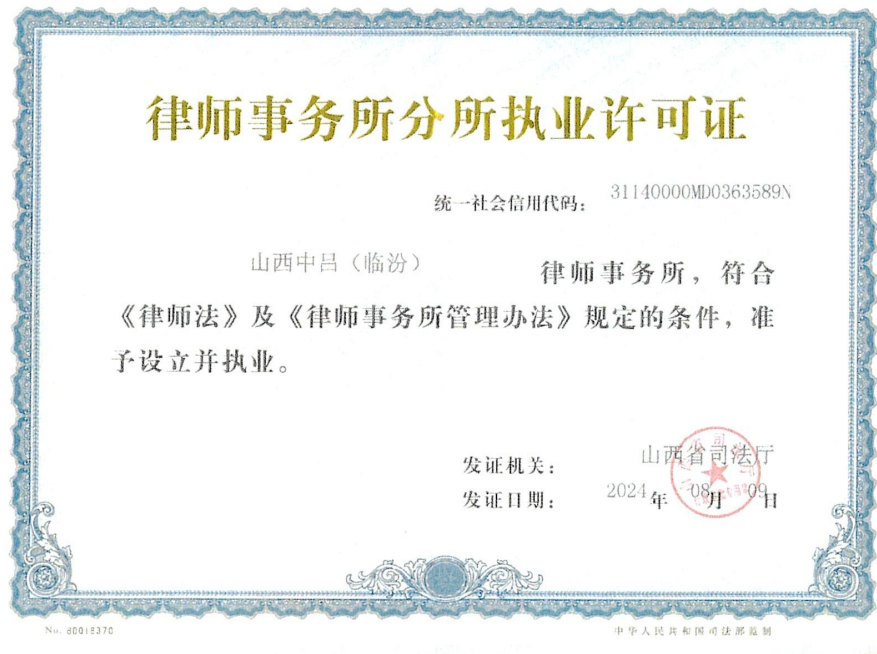 律师事务所分所执业许可证
统一社会信用代码：31140000MD0363589N
山西中吕（临汾）律师事务所，符合
《律师法》及《律师事务所管理办法》规定的条件，准
予设立并执业。
发证机关：山西省司法厅
发证日期：2024年08月09日
No. 80018370
中华人民共和国司法部监制